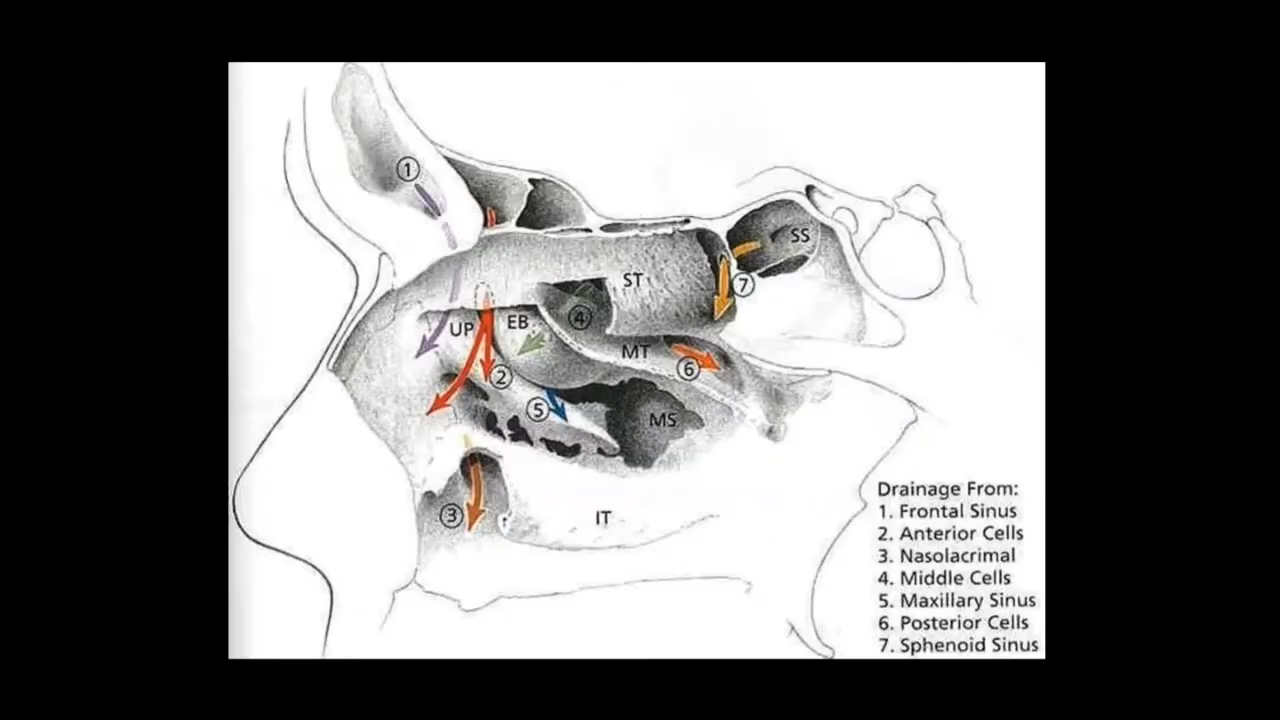 ①
SS
ST
⑦
④
UP
EB
MT
⑥
②
⑤
MS
③
IT
Drainage From:
1. Frontal Sinus
2. Anterior Cells
3. Nasolacrimal
4. Middle Cells
5. Maxillary Sinus
6. Posterior Cells
7. Sphenoid Sinus